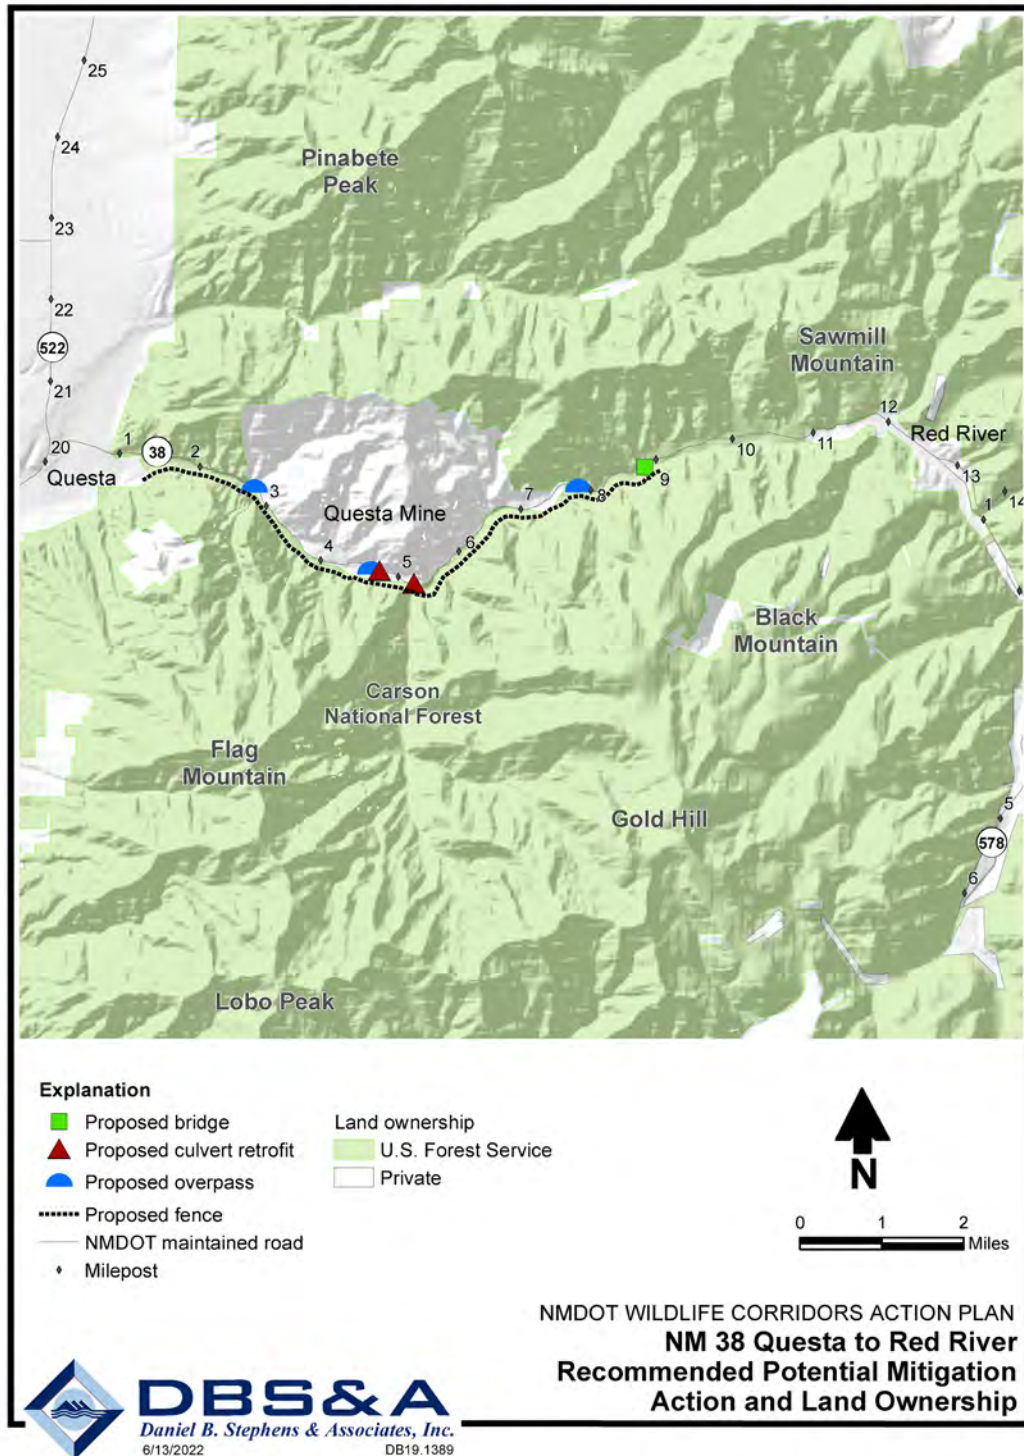 25
24
Pinabete
Peak
23
22
522
21
Sawmill
Mountain
12
Red River
1
38
2
20
Questa
10
11
13
9
14
1
3
7
8
Questa Mine
4
5
6
Black
Mountain
Carson
National Forest
Flag
Mountain
Gold Hill
5
578
6
Lobo Peak
Explanation
Proposed bridge
Proposed culvert retrofit
Proposed overpass
Proposed fence
NMDOT maintained road
Milepost
Land ownership
U.S. Forest Service
Private
N
0 1 2
Miles
NMDOT WILDLIFE CORRIDORS ACTION PLAN
NM 38 Questa to Red River
Recommended Potential Mitigation
Action and Land Ownership
DBS&A
Daniel B. Stephens & Associates, Inc.
6/13/2022 DB19.1389